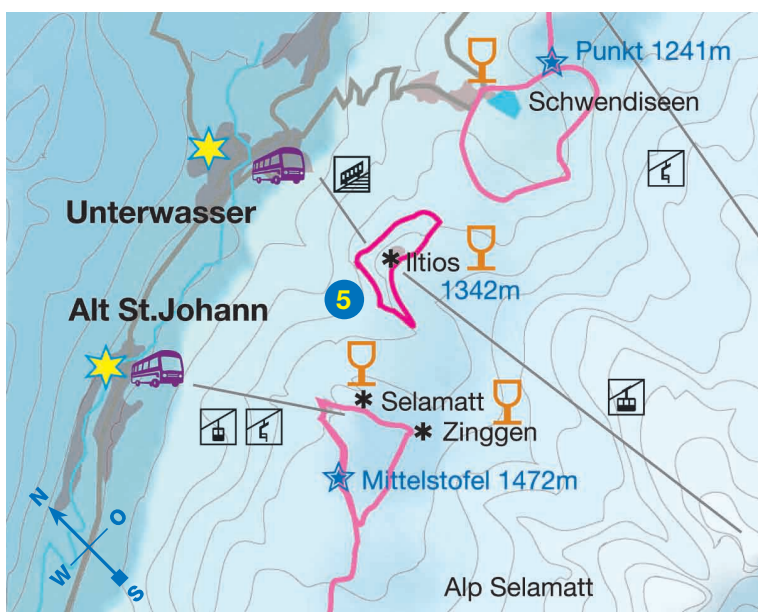 Punkt 1241m
Schwendiseen
Unterwasser
Iltios
1342m
5
Alt St.Johann
Selamatt
Zinggen
Mittelstofel 1472m
N
O
W
S
Alp Selamatt